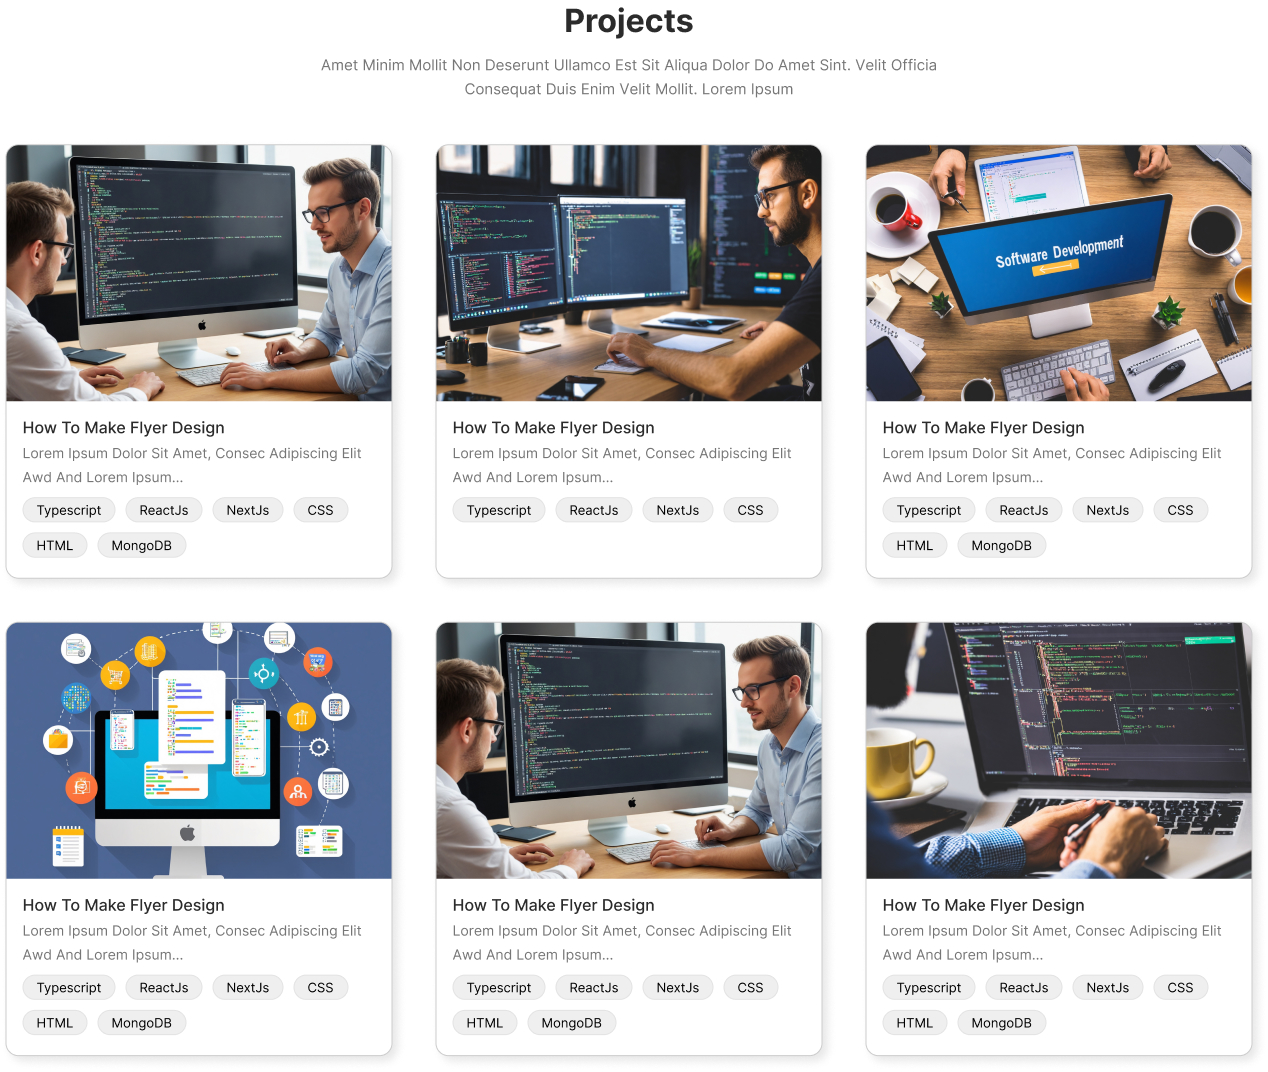 Projects
Amet Minim Mollit Non Deserunt Ullamco Est Sit Aliqua Dolor Do Amet Sint. Velit Officia
Consequat Duis Enim Velit Mollit. Lorem Ipsum
Software Development
How To Make Flyer Design
Lorem Ipsum Dolor Sit Amet, Consec Adipiscing Elit
Awd And Lorem Ipsum...
Typescript
ReactJs
NextJs
CSS
HTML
MongoDB
How To Make Flyer Design
Lorem Ipsum Dolor Sit Amet, Consec Adipiscing Elit
Awd And Lorem Ipsum...
Typescript
ReactJs
NextJs
CSS
How To Make Flyer Design
Lorem Ipsum Dolor Sit Amet, Consec Adipiscing Elit
Awd And Lorem Ipsum...
Typescript
ReactJs
NextJs
CSS
HTML
MongoDB
How To Make Flyer Design
Lorem Ipsum Dolor Sit Amet, Consec Adipiscing Elit
Awd And Lorem Ipsum...
Typescript
ReactJs
NextJs
CSS
HTML
MongoDB
How To Make Flyer Design
Lorem Ipsum Dolor Sit Amet, Consec Adipiscing Elit
Awd And Lorem Ipsum...
Typescript
ReactJs
NextJs
CSS
HTML
MongoDB
How To Make Flyer Design
Lorem Ipsum Dolor Sit Amet, Consec Adipiscing Elit
Awd And Lorem Ipsum...
Typescript
ReactJs
NextJs
CSS
HTML
MongoDB